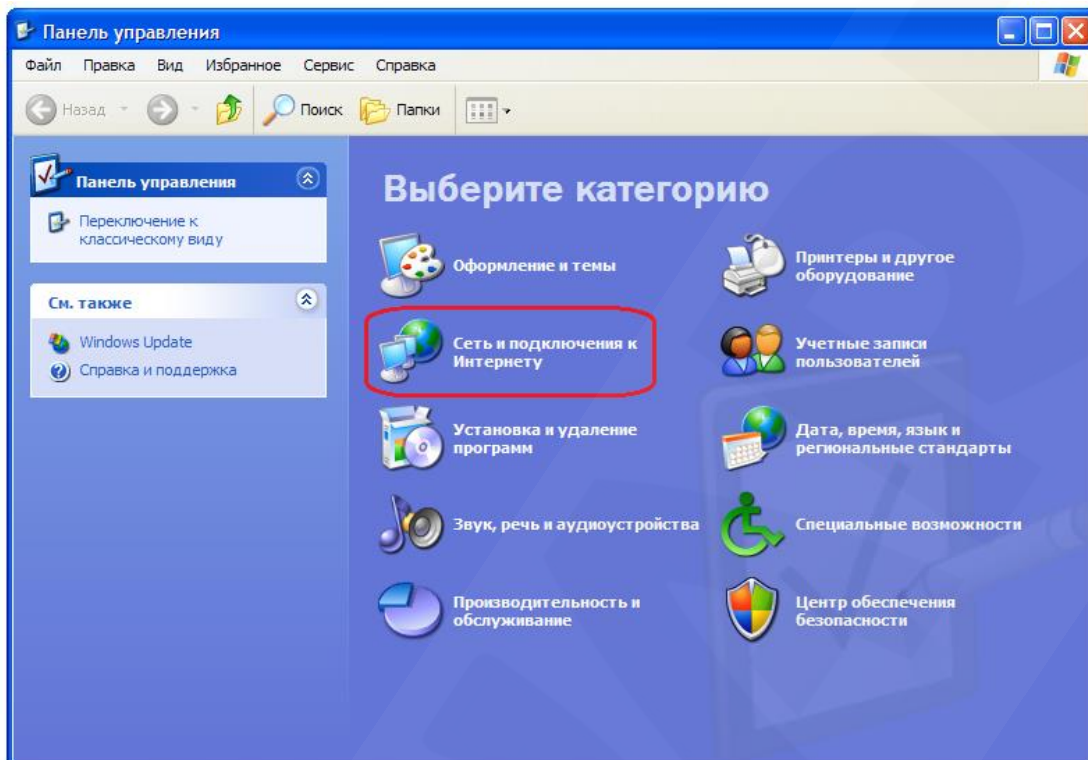 Панель управления
Файл Правка Вид Избранное Сервис Справка
Назад Поиск Папки
Панель управления
Переключение к
классическому виду
См. также
Windows Update
Справка и поддержка
Выберите категорию
Оформление и темы
Принтеры и другое
оборудование
Сеть и подключения к
Интернету
Учетные записи
пользователей
Установка и удаление
программ
Дата, время, язык и
региональные стандарты
Звук, речь и аудиоустройства
Специальные возможности
Производительность и
обслуживание
Центр обеспечения
безопасности